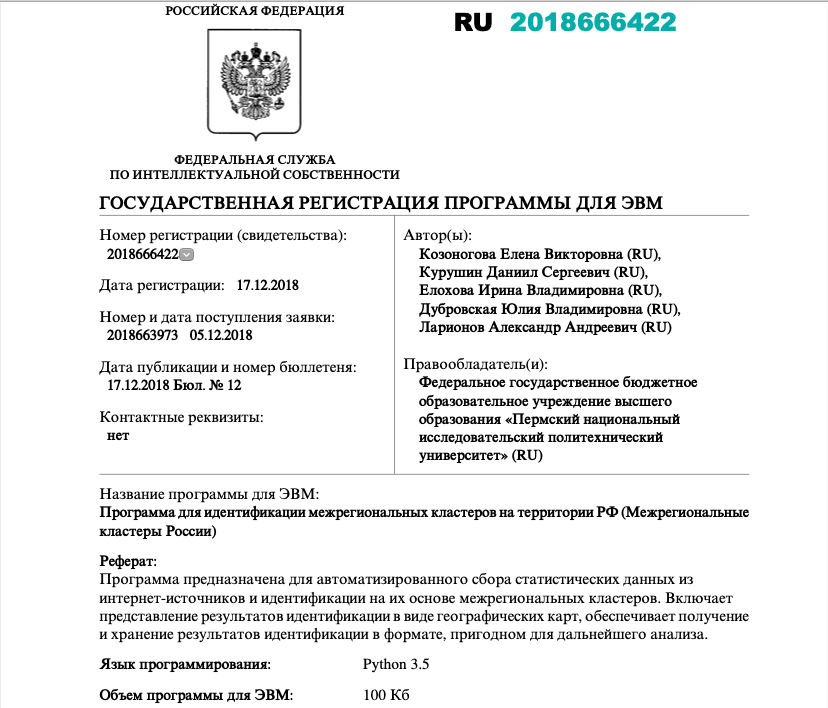 РОССИЙСКАЯ ФЕДЕРАЦИЯ
RU 2018666422
ФЕДЕРАЛЬНАЯ СЛУЖБА
ПО ИНТЕЛЛЕКТУАЛЬНОЙ СОБСТВЕННОСТИ
ГОСУДАРСТВЕННАЯ РЕГИСТРАЦИЯ ПРОГРАММЫ ДЛЯ ЭВМ
Номер регистрации (свидетельства):
2018666422
Дата регистрации: 17.12.2018
Номер и дата поступления заявки:
2018663973 05.12.2018
Дата публикации и номер бюллетеня:
17.12.2018 Бюл. № 12
Контактные реквизиты:
нет
Автор(ы):
Козоногова Елена Викторовна (RU),
Курушин Даниил Сергеевич (RU),
Елохова Ирина Владимировна (RU),
Дубровская Юлия Владимировна (RU),
Ларионов Александр Андреевич (RU)
Правообладатель(и):
Федеральное государственное бюджетное
образовательное учреждение высшего
образования «Пермский национальный
исследовательский политехнический
университет» (RU)
Название программы для ЭВМ:
Программа для идентификации межрегиональных кластеров на территории РФ (Межрегиональные
кластеры России)
Реферат:
Программа предназначена для автоматизированного сбора статистических данных из
интернет-источников и идентификации на их основе межрегиональных кластеров. Включает
представление результатов идентификации в виде географических карт, обеспечивает получение
и хранение результатов идентификации в формате, пригодном для дальнейшего анализа.
Язык программирования: Python 3.5
Объем программы для ЭВМ: 100 Кб